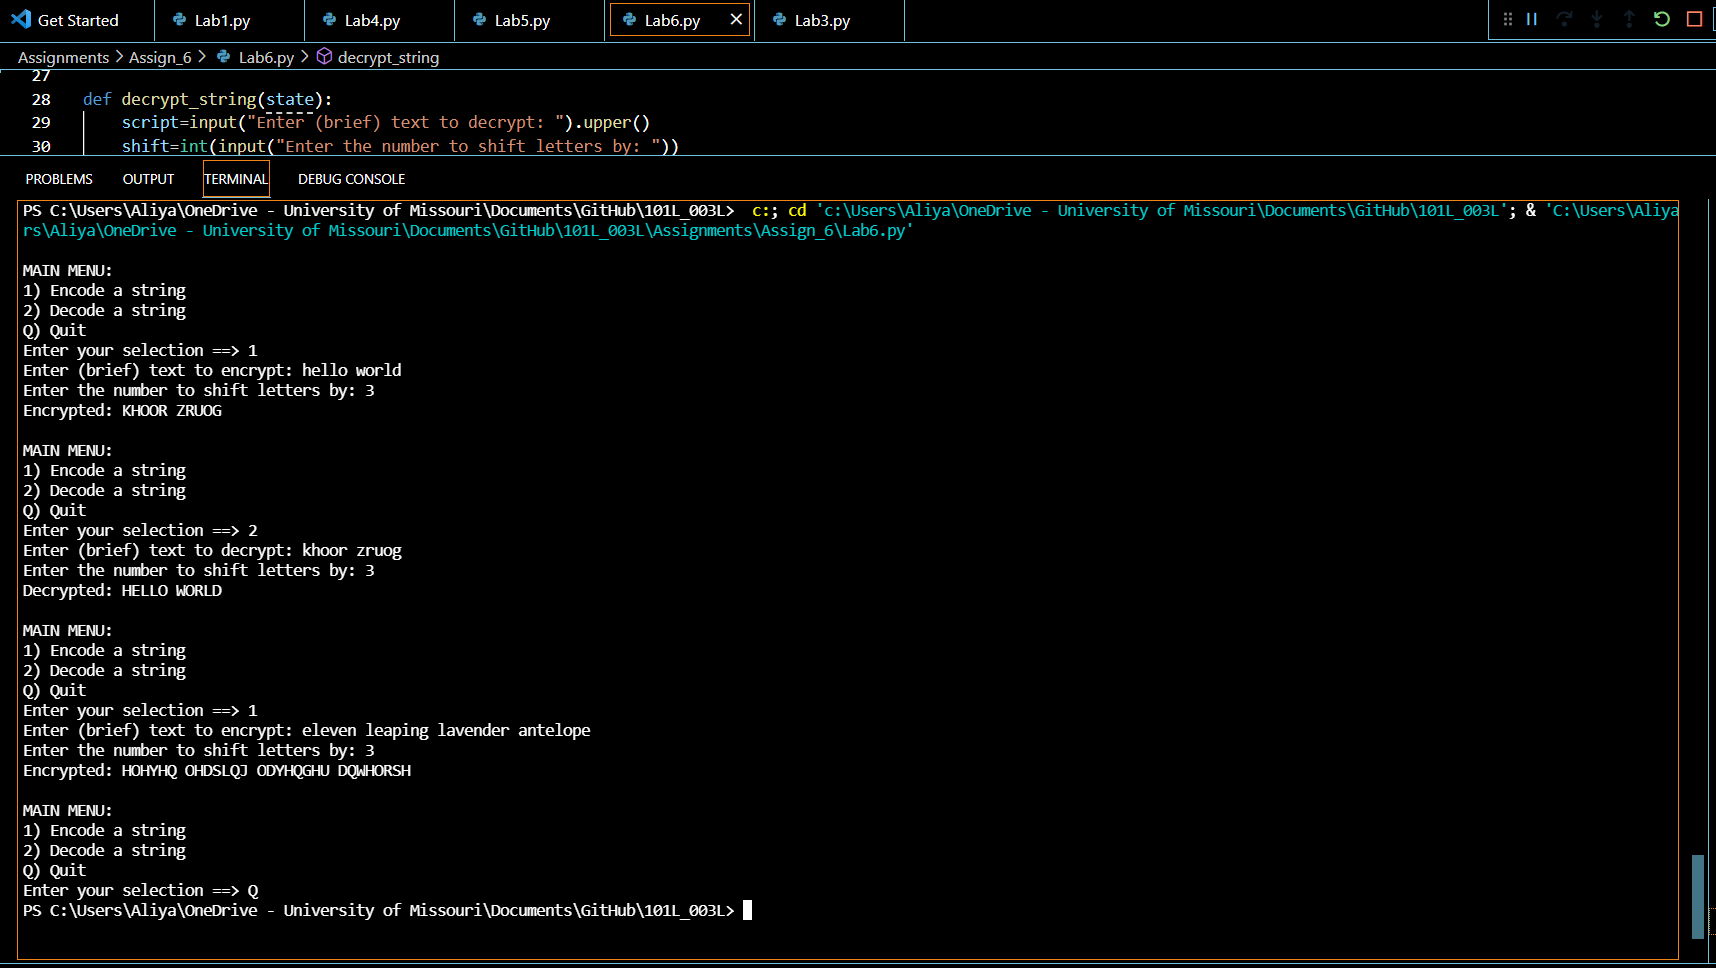 Get Started Lab1.py Lab4.py Lab5.py Lab6.py Lab3.py
Assignments > Assign_6 > Lab6.py > decrypt_string
27
28 def decrypt_string(state):
29 script=input("Enter (brief) text to decrypt: ").upper()
30 shift=int(input("Enter the number to shift letters by: "))
PROBLEMS OUTPUT TERMINAL DEBUG CONSOLE
PS C:\Users\Aliya\OneDrive - University of Missouri\Documents\GitHub\101L_003L> c:; cd 'c:\Users\Aliya\OneDrive - University of Missouri\Documents\GitHub\101L_003L'; & 'C:\Users\Aliya
rs\Aliya\OneDrive - University of Missouri\Documents\GitHub\101L_003L\Assignments\Assign_6\Lab6.py'
MAIN MENU:
1) Encode a string
2) Decode a string
Q) Quit
Enter your selection ==> 1
Enter (brief) text to encrypt: hello world
Enter the number to shift letters by: 3
Encrypted: KHOOR ZRUOG
MAIN MENU:
1) Encode a string
2) Decode a string
Q) Quit
Enter your selection ==> 2
Enter (brief) text to decrypt: khoor zruog
Enter the number to shift letters by: 3
Decrypted: HELLO WORLD
MAIN MENU:
1) Encode a string
2) Decode a string
Q) Quit
Enter your selection ==> 1
Enter (brief) text to encrypt: eleven leaping lavender antelope
Enter the number to shift letters by: 3
Encrypted: HOHYHQ OHDSLQJ ODYHQGHU DQWHORSH
MAIN MENU:
1) Encode a string
2) Decode a string
Q) Quit
Enter your selection ==> Q
PS C:\Users\Aliya\OneDrive - University of Missouri\Documents\GitHub\101L_003L>